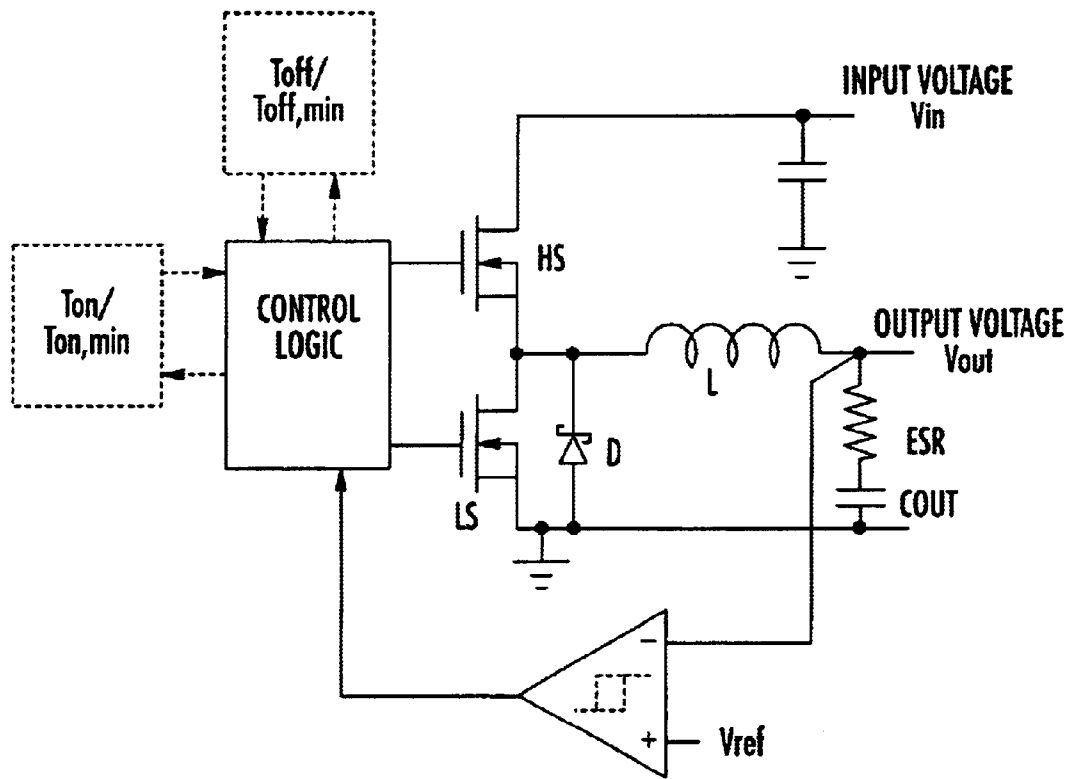 Toff/
Toff,min
INPUT VOLTAGE
Vin
HS
Ton/
Ton,min
CONTROL
LOGIC
OUTPUT VOLTAGE
Vout
L
ESR
D
COUT
LS
−
+
Vref